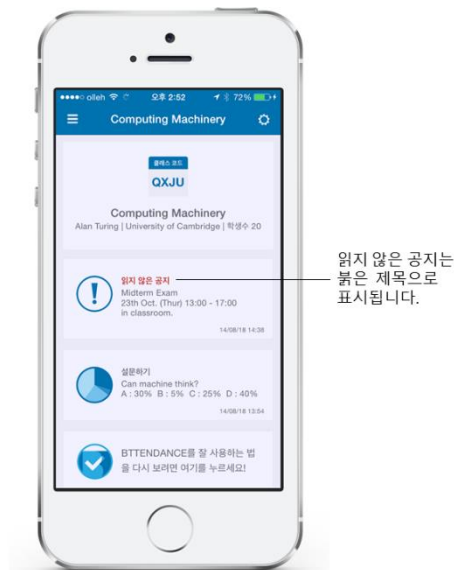 olleh 오후 2:52 72%
Computing Machinery
클래스 코드
QXJU
Computing Machinery
Alan Turing | University of Cambridge | 학생수 20
읽지 않은 공지
Midterm Exam
23th Oct. (Thur) 13:00 - 17:00
in classroom.
14/08/18 14:38
설문하기
Can machine think?
A : 30% B : 5% C : 25% D : 40%
14/08/18 13:54
BTTENDANCE를 잘 사용하는 법
을 다시 보려면 여기를 누르세요!
읽지 않은 공지는
붉은 제목으로
표시됩니다.